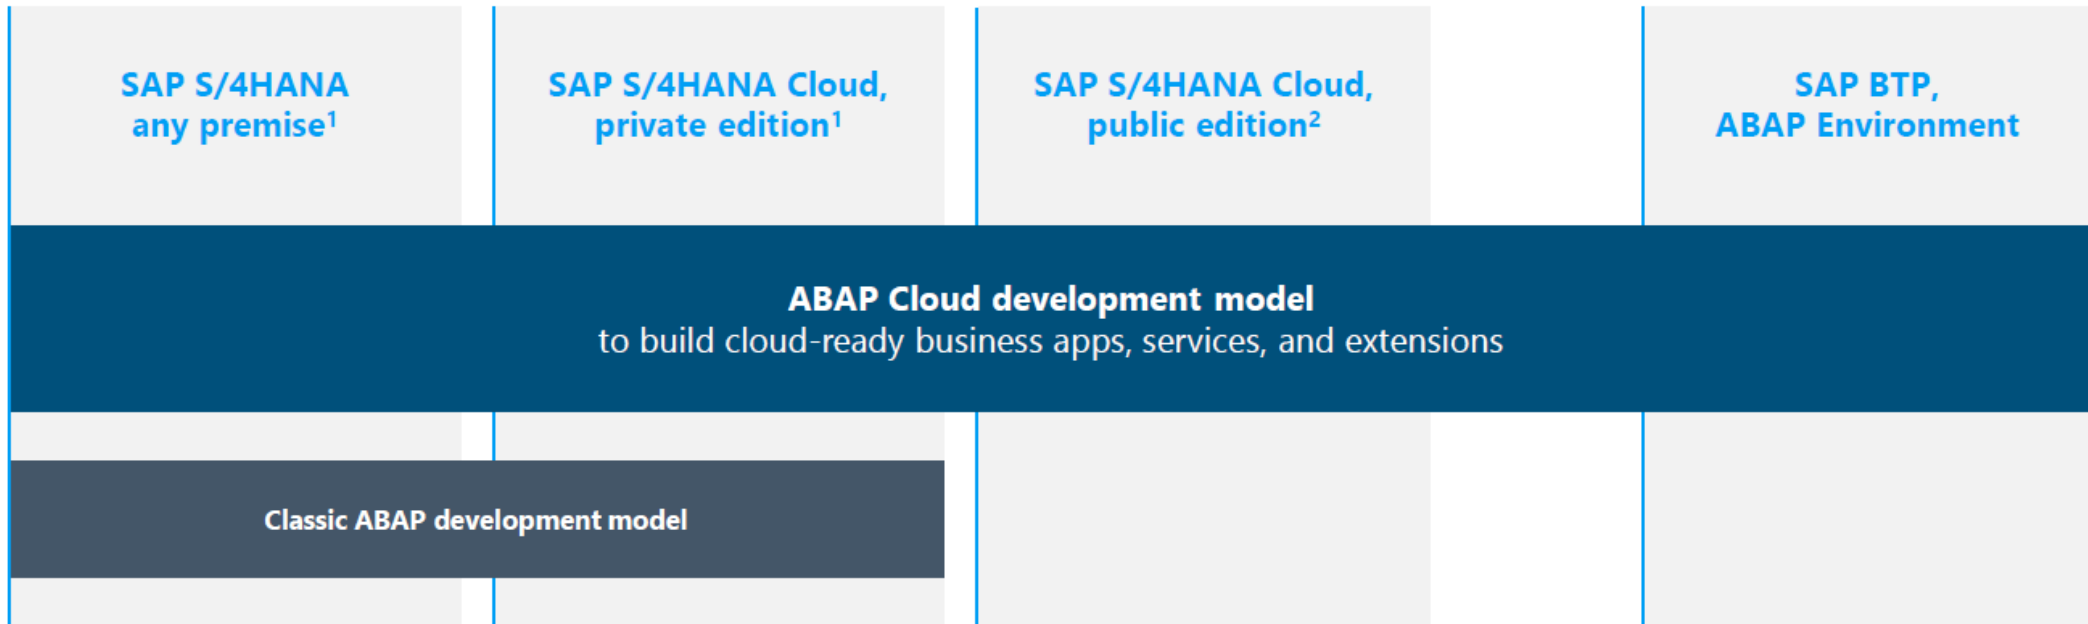 SAP S/4HANA
any premise¹
SAP S/4HANA Cloud,
private edition¹
SAP S/4HANA Cloud,
public edition²
SAP BTP,
ABAP Environment
ABAP Cloud development model
to build cloud-ready business apps, services, and extensions
Classic ABAP development model